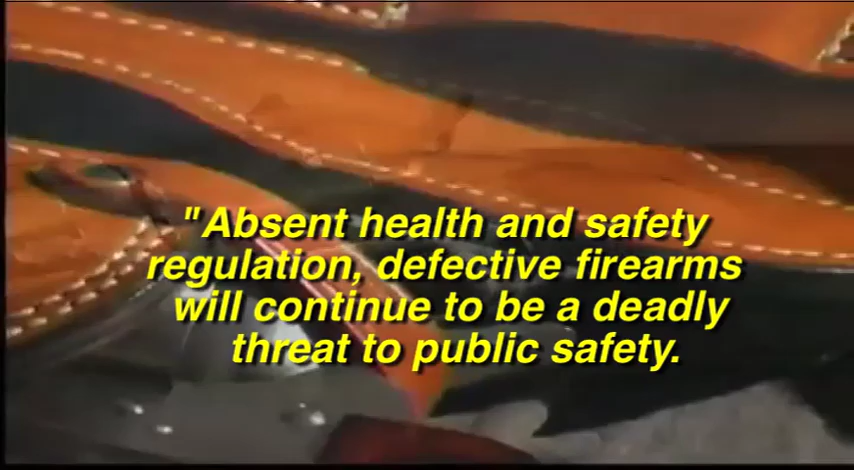 "Absent health and safety
regulation, defective firearms
will continue to be a deadly
threat to public safety.